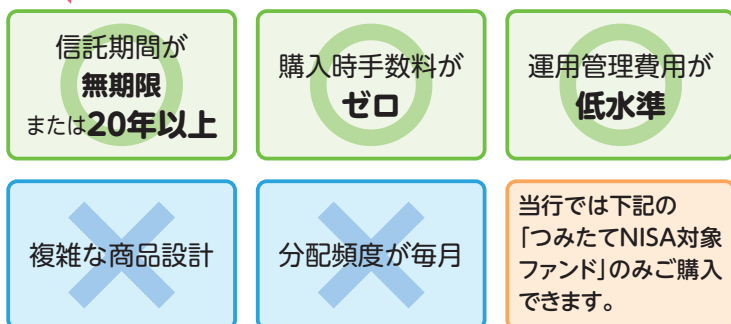 信託期間が
無期限
または20年以上
購入時手数料が
ゼロ
運用管理費用が
低水準
複雑な商品設計
分配頻度が毎月
当行では下記の
「つみたてNISA対象
ファンド」のみご購入
できます。